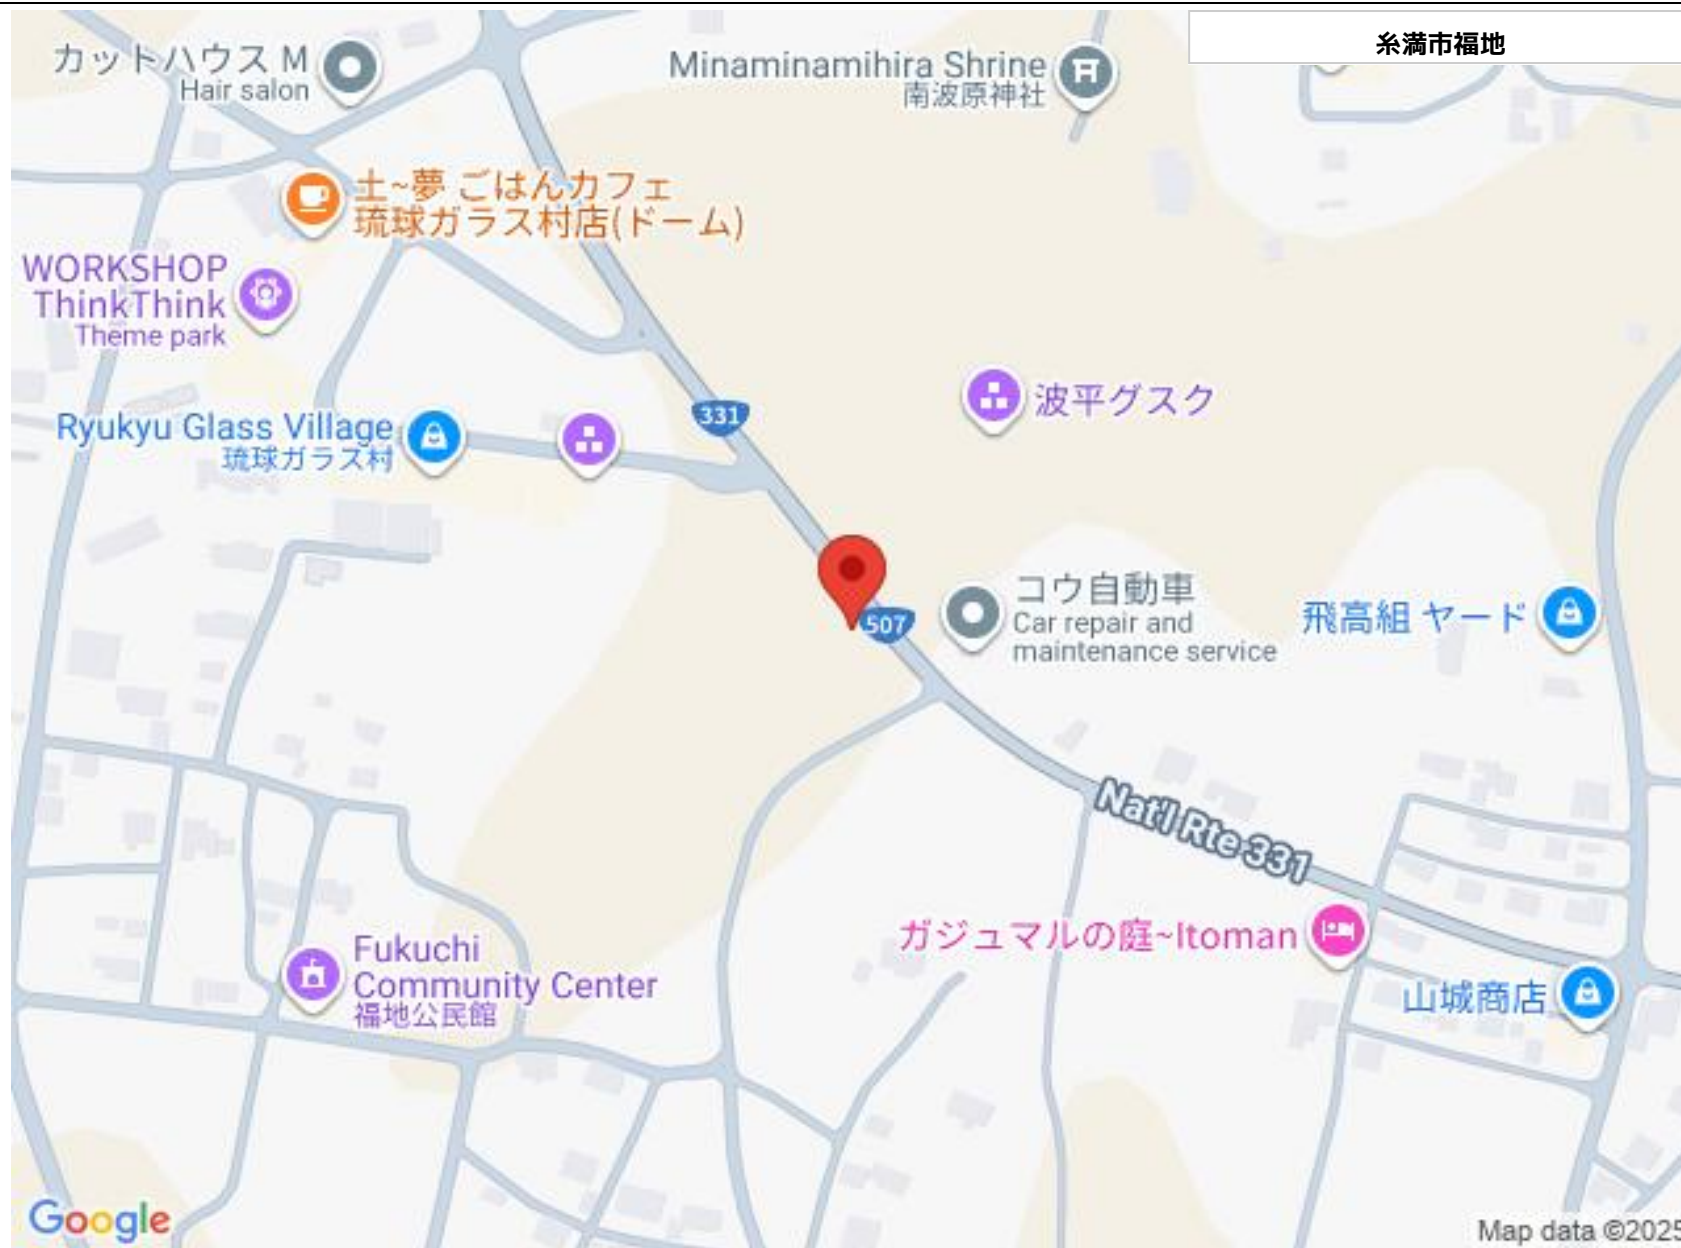 糸満市福地
カットハウス M
Hair salon
Minaminamihira Shrine
南波原神社
土~夢 ごはんカフェ
琉球ガラス村店(ドーム)
WORKSHOP
ThinkThink
Theme park
331
波平グスク
Ryukyu Glass Village
琉球ガラス村
507
コウ自動車
Car repair and
maintenance service
飛高組 ヤード
Nat'l Rte 331
ガジュマルの庭~Itoman
Fukuchi
Community Center
福地公民館
山城商店
Google
Map data ©2025